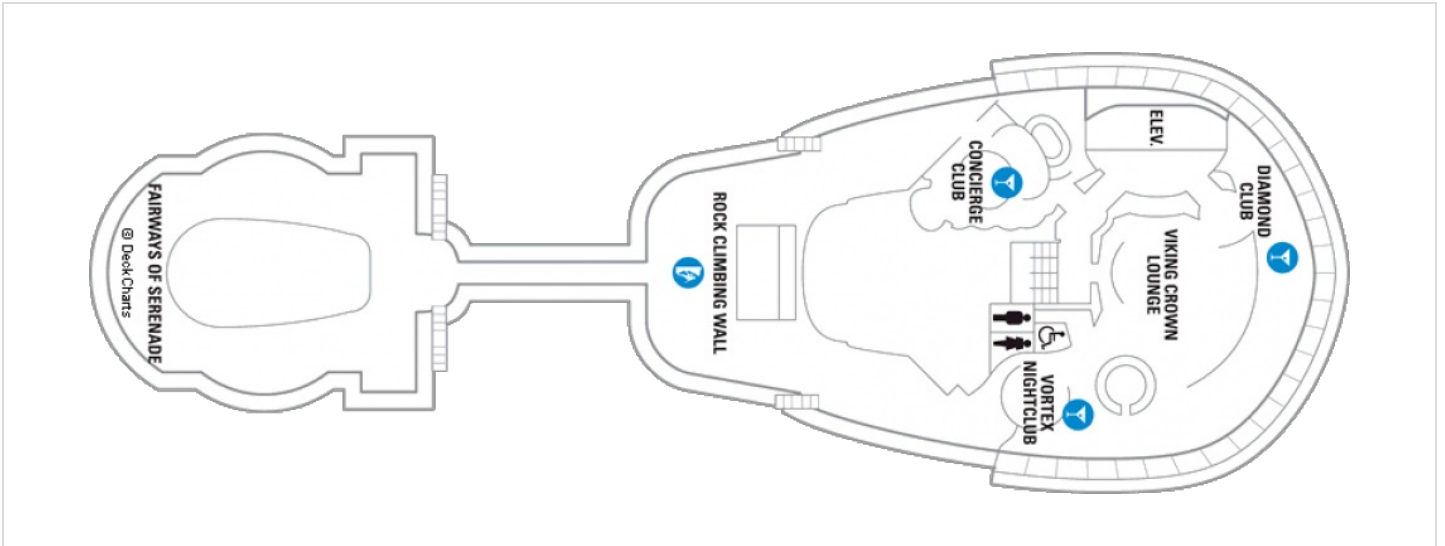 FAIRWAYS OF SERENADE
© DeckCharts
ROCK CLIMBING WALL
CONCIERGE
CLUB
ELEV.
DIAMOND
CLUB
VIKING CROWN
LOUNGE
VORTEX
NIGHTCLUB